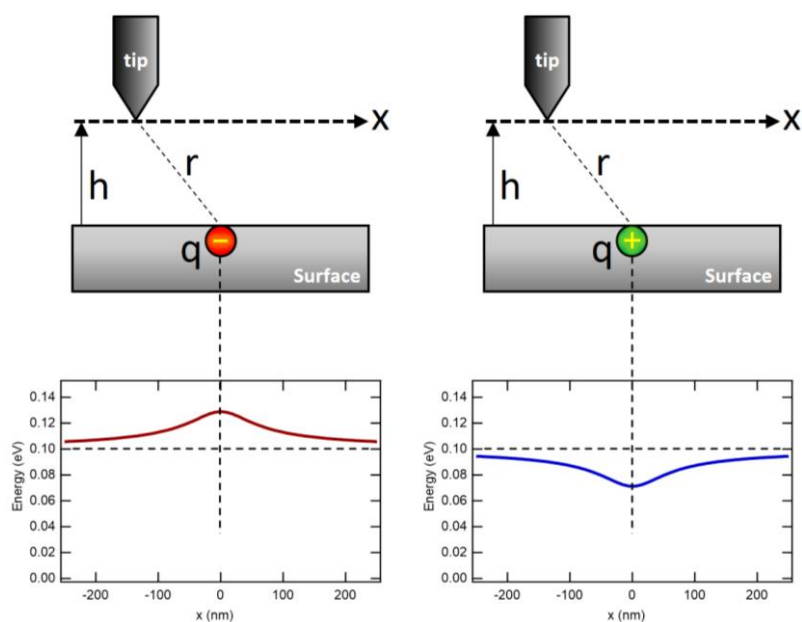 tip
X
r
h
q
−
Surface
0.14
0.12
0.10
0.08
0.06
0.04
0.02
0.00
Energy (eV)
-200 -100 0 100 200
x (nm)
tip
X
r
h
q
+
Surface
0.14
0.12
0.10
0.08
0.06
0.04
0.02
0.00
Energy (eV)
-200 -100 0 100 200
x (nm)